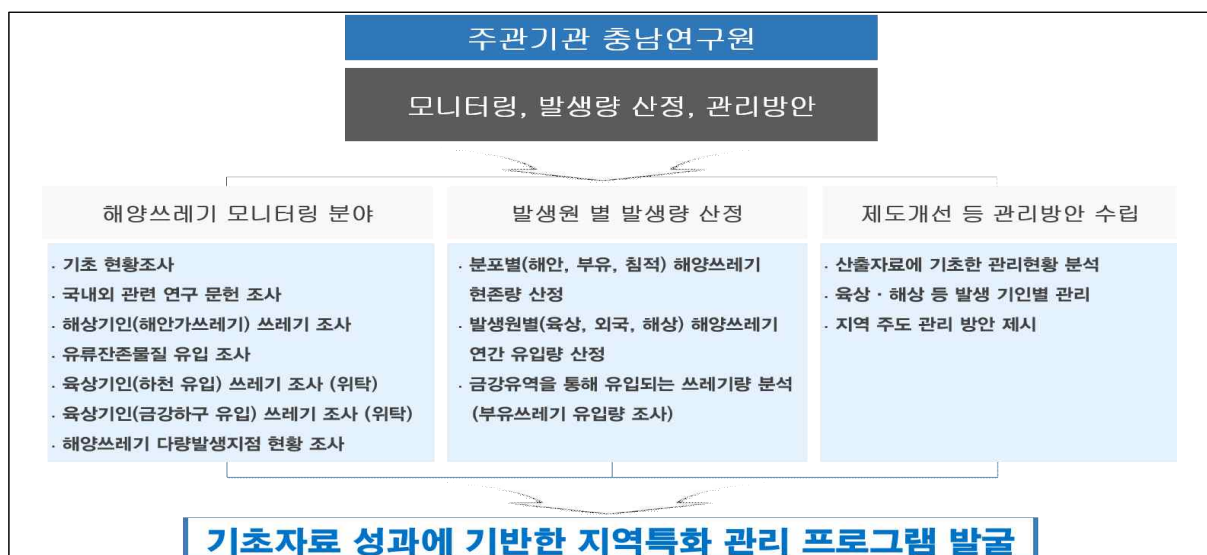 주관기관 충남연구원
모니터링, 발생량 산정, 관리방안
해양쓰레기 모니터링 분야
· 기초 현황조사
· 국내외 관련 연구 문헌 조사
· 해상기인(해안가쓰레기) 쓰레기 조사
· 유류잔존물질 유입 조사
· 육상기인(하천 유입) 쓰레기 조사 (위탁)
· 육상기인(금강하구 유입) 쓰레기 조사 (위탁)
· 해양쓰레기 다량발생지점 현황 조사
발생원 별 발생량 산정
· 분포별(해안, 부유, 침적) 해양쓰레기
현존량 산정
· 발생원별(육상, 외국, 해상) 해양쓰레기
연간 유입량 산정
· 금강유역을 통해 유입되는 쓰레기량 분석
(부유쓰레기 유입량 조사)
제도개선 등 관리방안 수립
· 산출자료에 기초한 관리현황 분석
· 육상 · 해상 등 발생 기인별 관리
· 지역 주도 관리 방안 제시
기초자료 성과에 기반한 지역특화 관리 프로그램 발굴